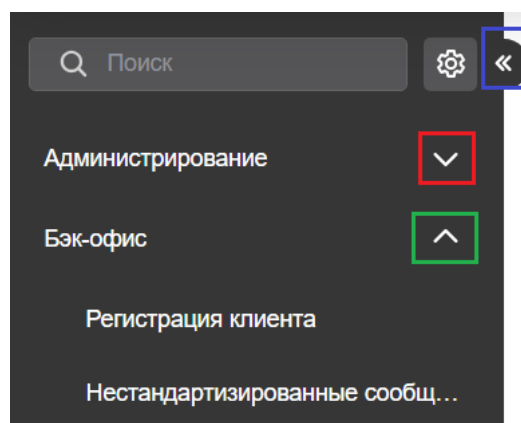 Поиск
Администрирование
Бэк-офис
Регистрация клиента
Нестандартизированные сообщ...